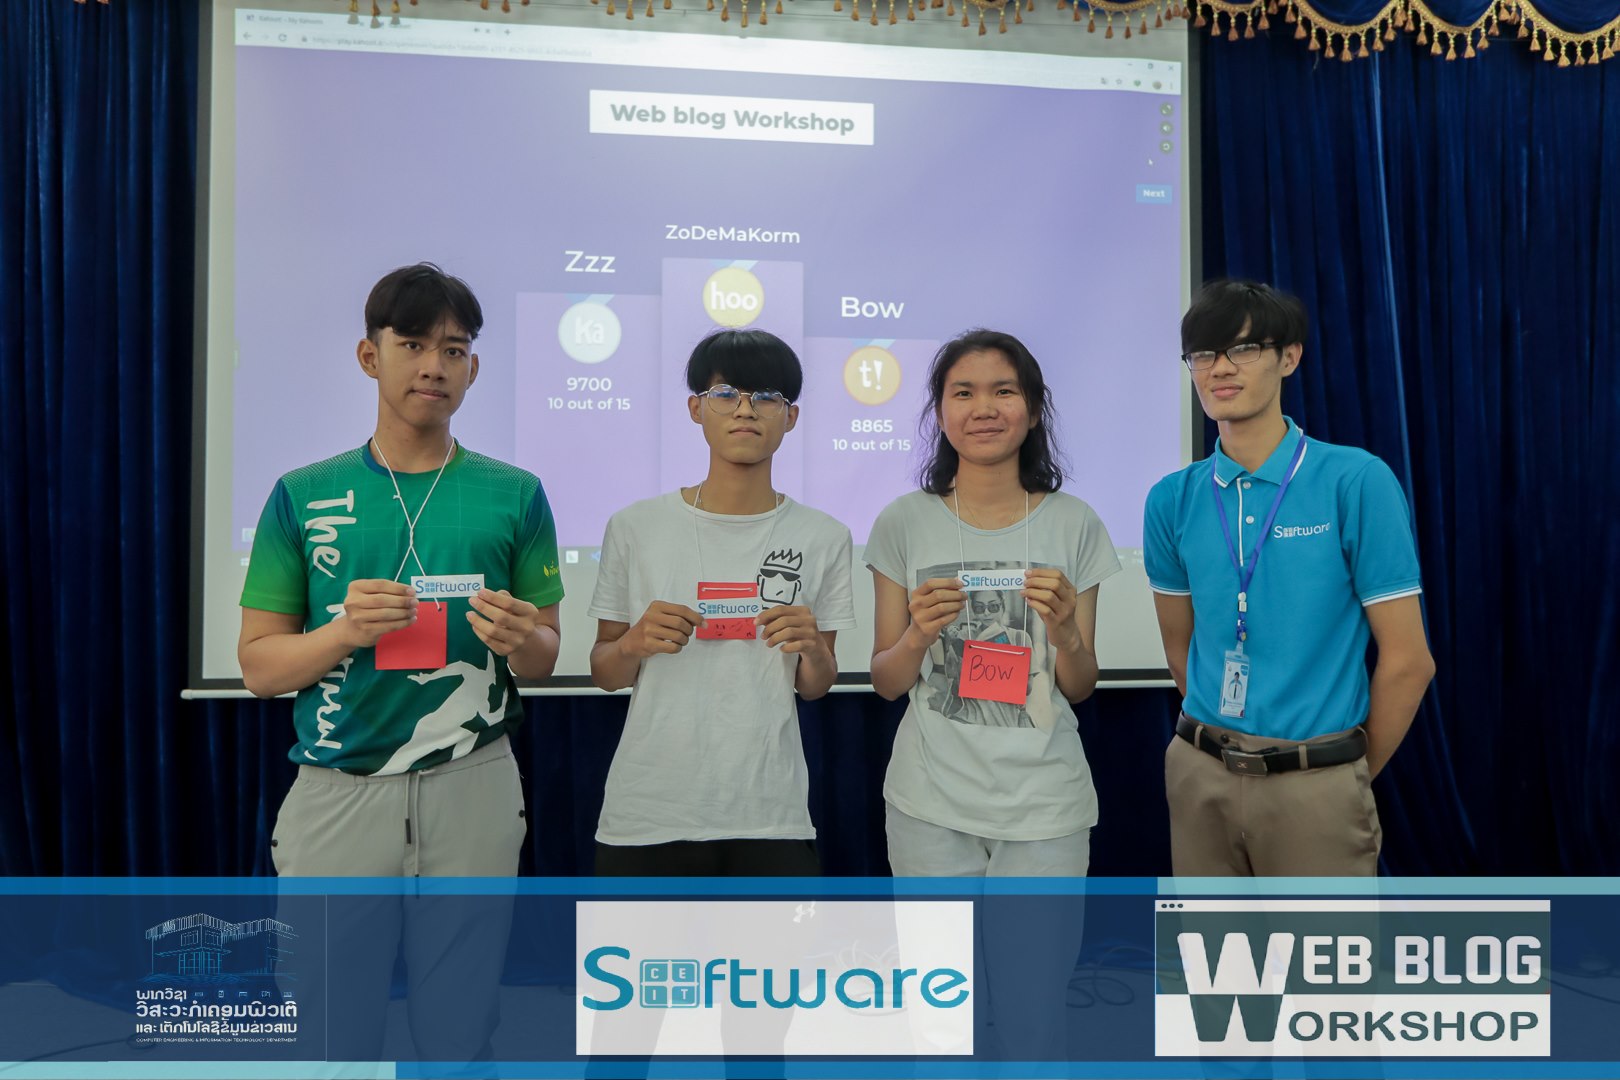 Web blog Workshop
Next
ZoDeMaKorm
Zzz
Bow
hoo
Ka
t!
9700
10 out of 15
8865
10 out of 15
The
Software
Software
Software
Bow
Software
ພາກວິຊາ
ວິສະວະກຳຄອມພິວເຕີ
ແລະ ເຕັກໂນໂລຊີຂໍ້ມູນຂ່າວສານ
COMPUTER ENGINEERING & INFORMATION TECHNOLOGY DEPARTMENT
Software
CE
IT
WEB BLOG
WORKSHOP